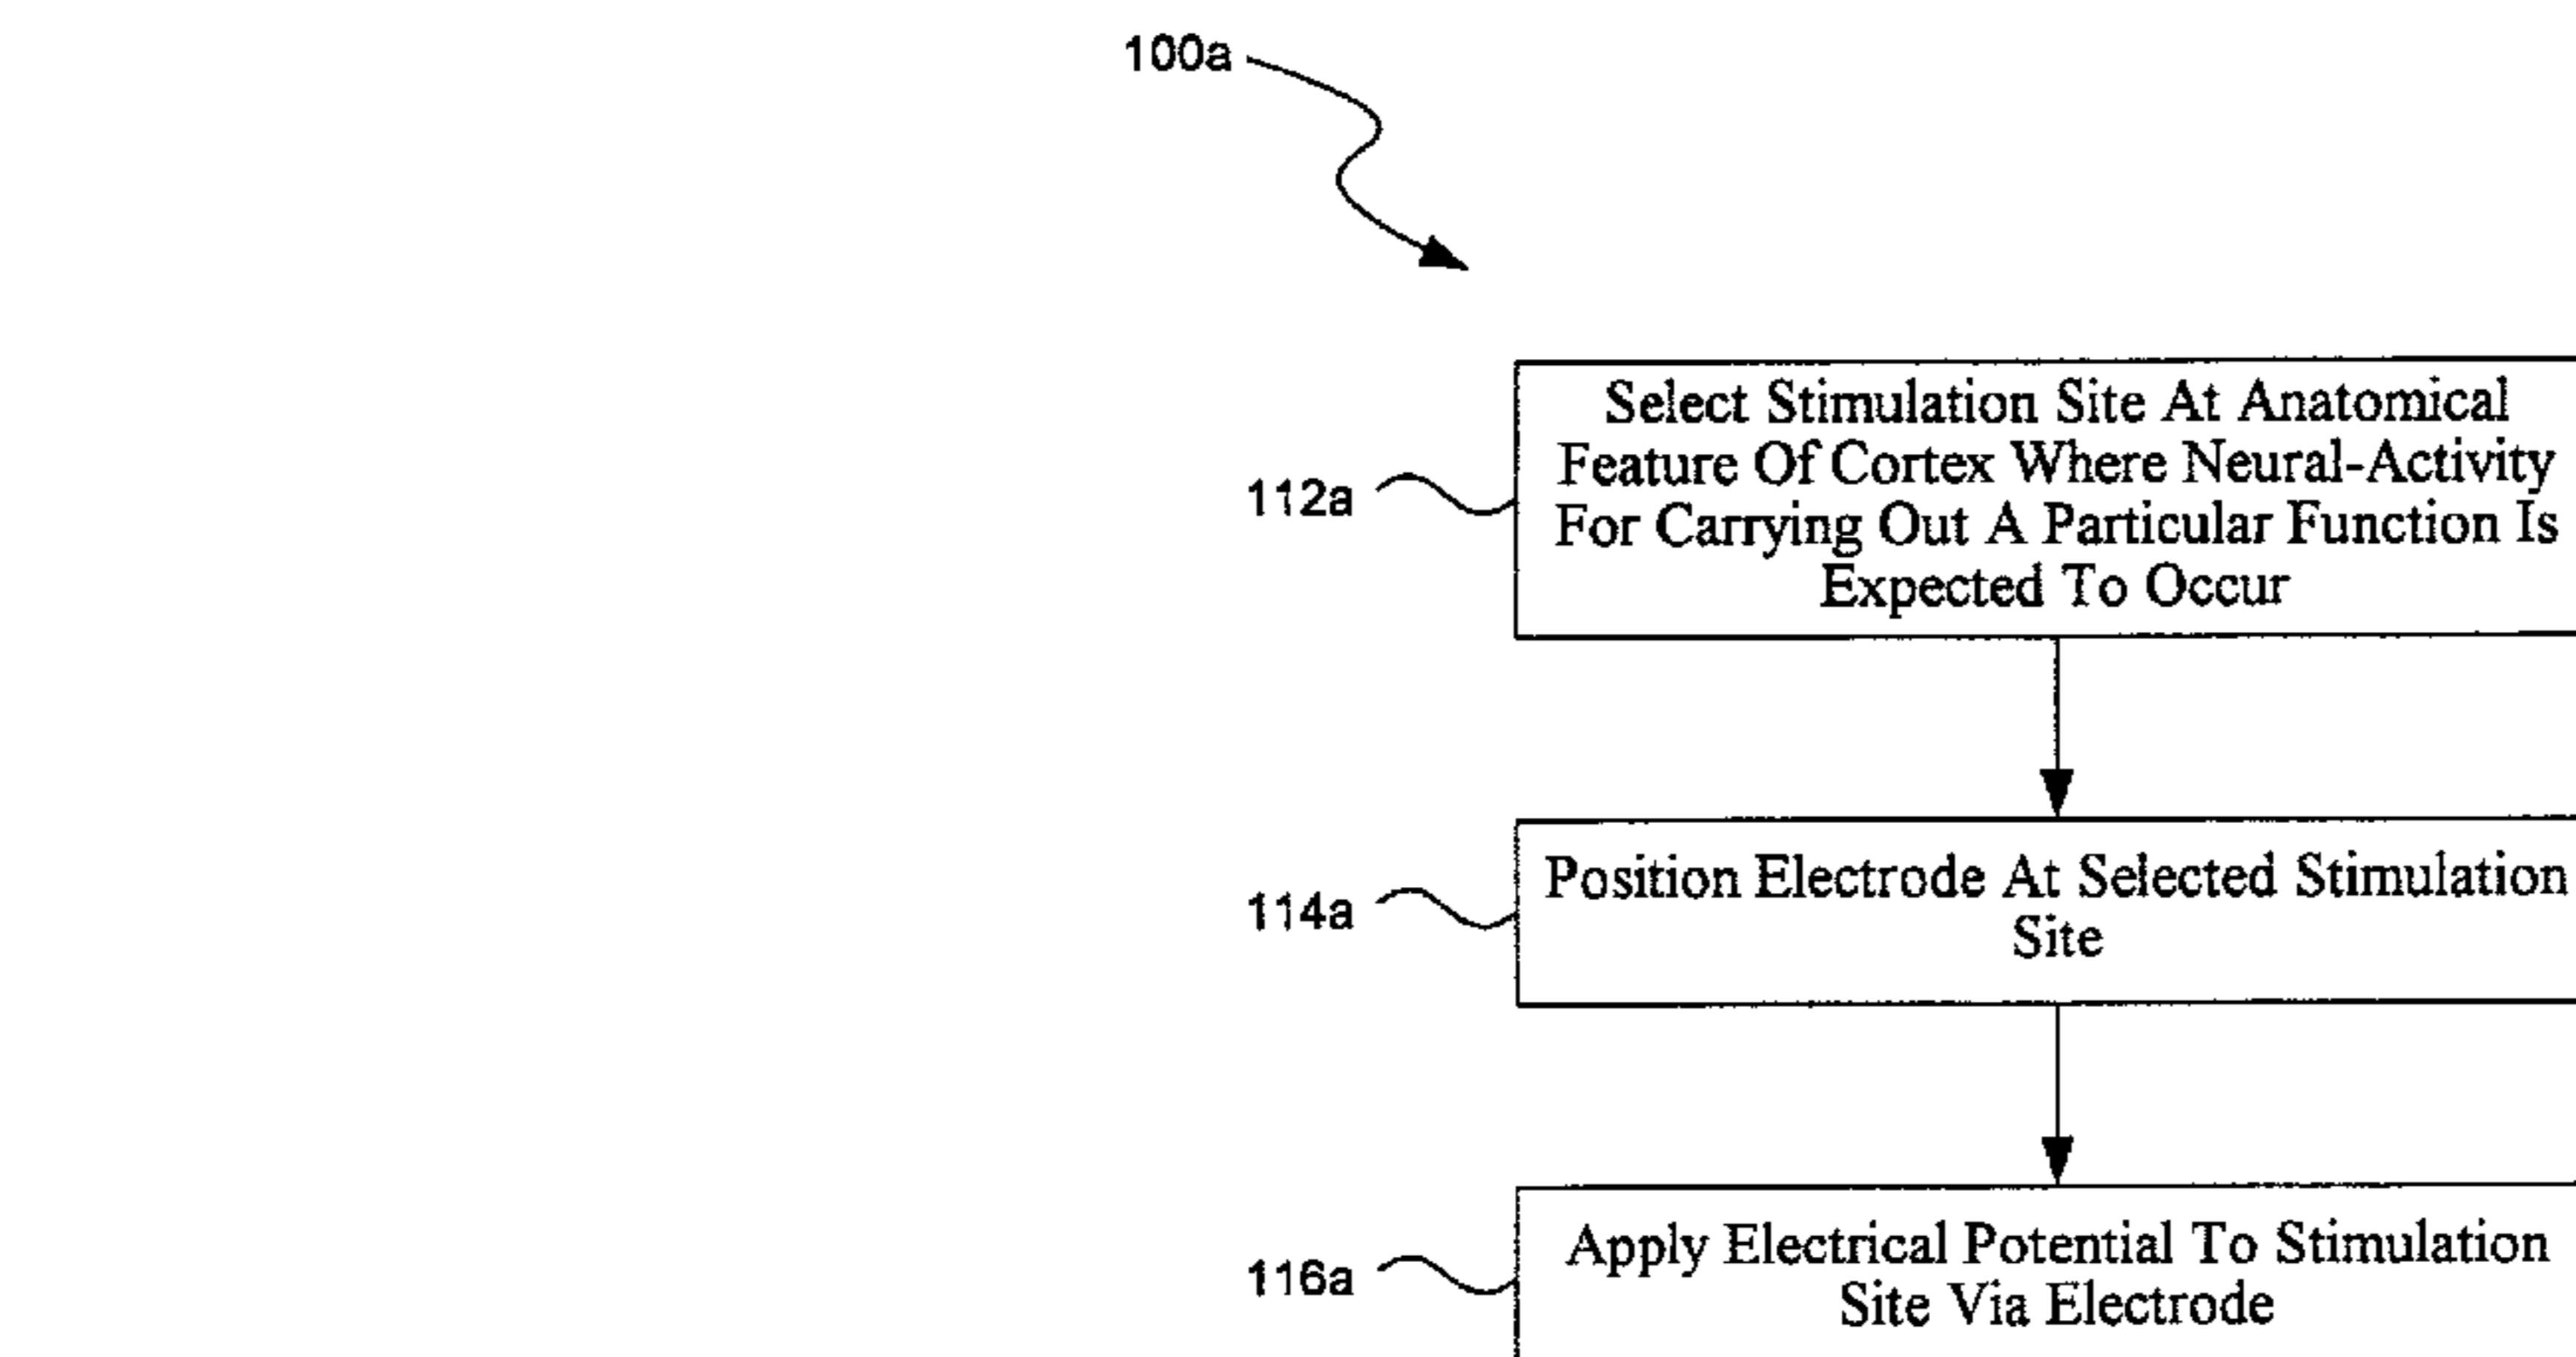 100a
Select Stimulation Site At Anatomical
Feature Of Cortex Where Neural-Activity
For Carrying Out A Particular Function Is
Expected To Occur
112a
Position Electrode At Selected Stimulation
Site
114a
Apply Electrical Potential To Stimulation
Site Via Electrode
116a